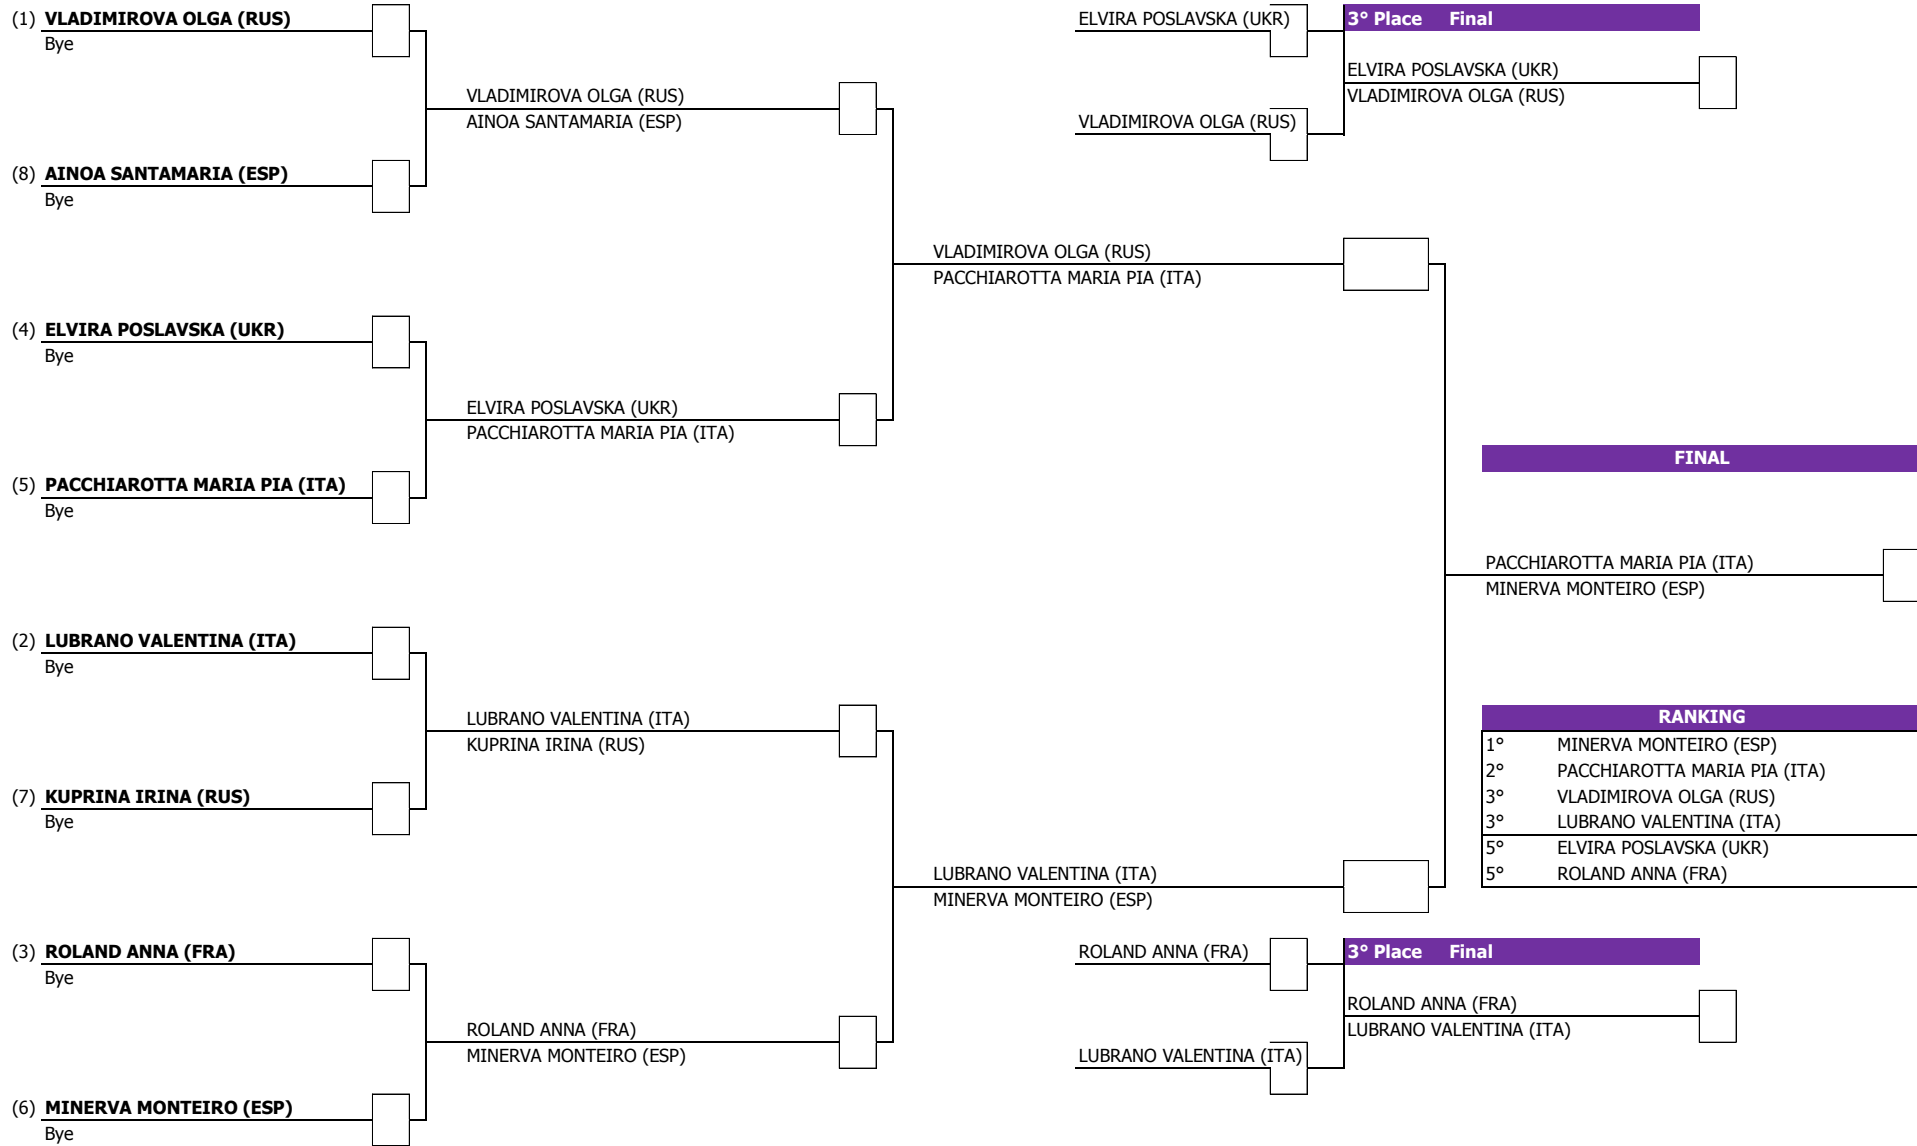 (1) VLADIMIROVA OLGA (RUS)
Bye
(8) AINOA SANTAMARIA (ESP)
Bye
(4) ELVIRA POSLAVSKA (UKR)
Bye
(5) PACCHIAROTTA MARIA PIA (ITA)
Bye
(2) LUBRANO VALENTINA (ITA)
Bye
(7) KUPRINA IRINA (RUS)
Bye
(3) ROLAND ANNA (FRA)
Bye
(6) MINERVA MONTEIRO (ESP)
Bye
VLADIMIROVA OLGA (RUS)
AINOA SANTAMARIA (ESP)
ELVIRA POSLAVSKA (UKR)
PACCHIAROTTA MARIA PIA (ITA)
LUBRANO VALENTINA (ITA)
KUPRINA IRINA (RUS)
ROLAND ANNA (FRA)
MINERVA MONTEIRO (ESP)
VLADIMIROVA OLGA (RUS)
PACCHIAROTTA MARIA PIA (ITA)
LUBRANO VALENTINA (ITA)
MINERVA MONTEIRO (ESP)
ELVIRA POSLAVSKA (UKR)
VLADIMIROVA OLGA (RUS)
3° Place Final
ELVIRA POSLAVSKA (UKR)
VLADIMIROVA OLGA (RUS)
FINAL
PACCHIAROTTA MARIA PIA (ITA)
MINERVA MONTEIRO (ESP)
RANKING
1° MINERVA MONTEIRO (ESP)
2° PACCHIAROTTA MARIA PIA (ITA)
3° VLADIMIROVA OLGA (RUS)
3° LUBRANO VALENTINA (ITA)
5° ELVIRA POSLAVSKA (UKR)
5° ROLAND ANNA (FRA)
ROLAND ANNA (FRA)
LUBRANO VALENTINA (ITA)
3° Place Final
ROLAND ANNA (FRA)
LUBRANO VALENTINA (ITA)